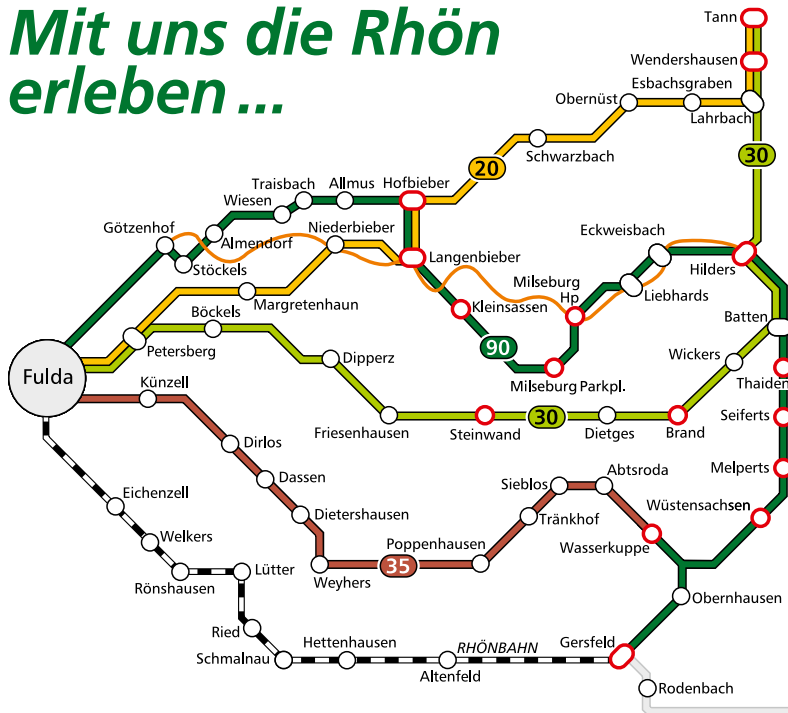 Mit uns die Rhön
erleben ...
Tann
Wendershausen
Esbachsgraben
Obernüst
Lahrbach
Schwarzbach
30
20
Traisbach
Allmus
Hofbieber
Wiesen
Götzenhof
Niederbieber
Almendorf
Stöckels
Langenbieber
Eckweisbach
Hilders
Milseburg
Hp
Liebhards
Margretenhaun
Kleinsassen
Böckels
Batten
Petersberg
90
Dipperz
Wickers
Fulda
Künzell
Milseburg Parkpl.
Thaiden
Friesenhausen
Steinwand
30
Dietges
Brand
Seiferts
Dirlos
Melperts
Dassen
Sieblos
Abtsroda
Eichenzell
Dietershausen
Tränkhof
Wüstensachsen
Welkers
Poppenhausen
Wasserkuppe
35
Weyhers
Rönshausen
Lütter
Obernhausen
Ried
Hettenhausen
RHÖNBAHN
Gersfeld
Schmalnau
Altenfeld
Rodenbach